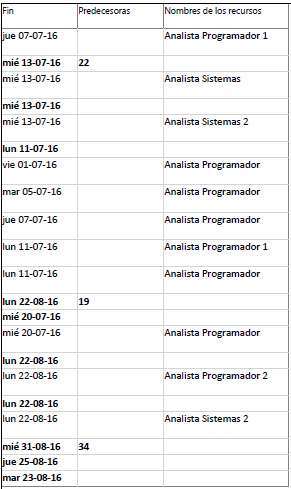 Fin Predecesoras Nombres de los recursos
jue 07-07-16 Analista Programador 1
mié 13-07-16 22
mié 13-07-16 Analista Sistemas
mié 13-07-16
mié 13-07-16 Analista Sistemas 2
lun 11-07-16
vie 01-07-16 Analista Programador
mar 05-07-16 Analista Programador
jue 07-07-16 Analista Programador
lun 11-07-16 Analista Programador 1
lun 11-07-16 Analista Programador
lun 22-08-16 19
mié 20-07-16
mié 20-07-16 Analista Programador
lun 22-08-16
lun 22-08-16 Analista Programador 2
lun 22-08-16
lun 22-08-16 Analista Sistemas 2
mié 31-08-16 34
jue 25-08-16
mar 23-08-16